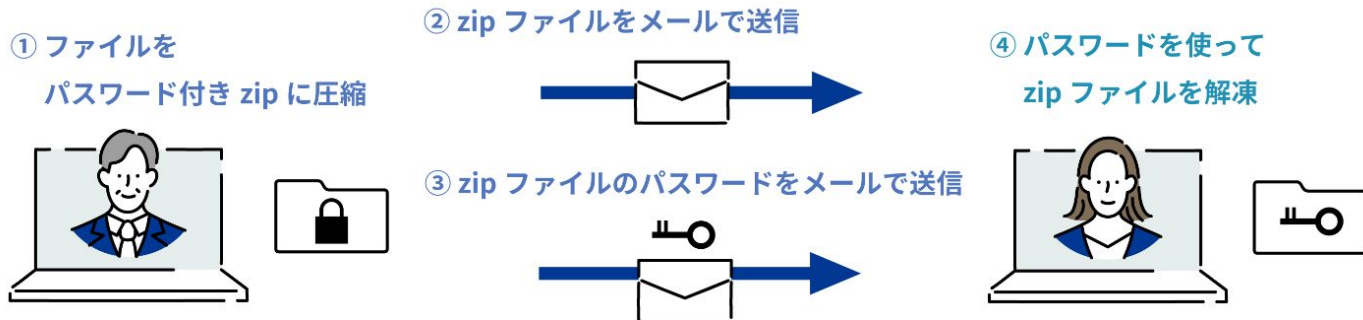 ① ファイルを
パスワード付き zip に圧縮
② zip ファイルをメールで送信
③ zip ファイルのパスワードをメールで送信
④ パスワードを使って
zip ファイルを解凍